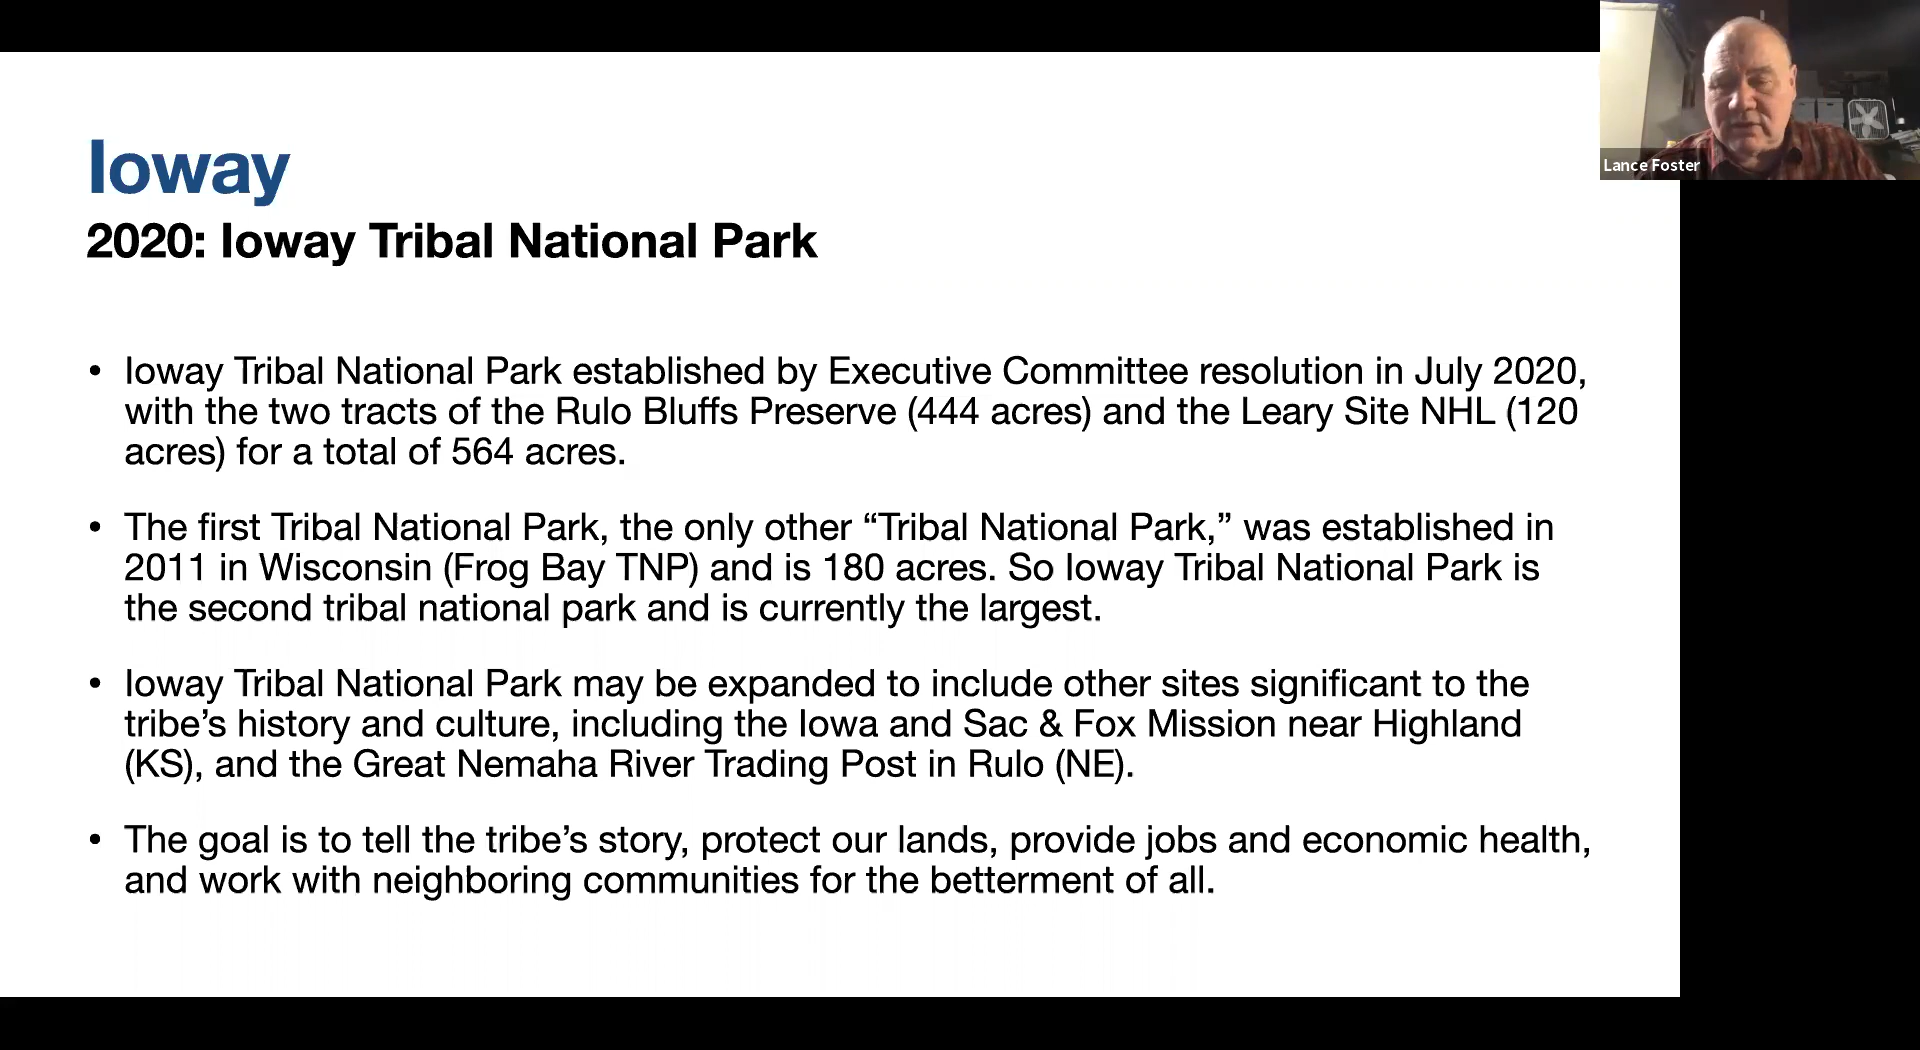 Ioway
2020: Ioway Tribal National Park
• Ioway Tribal National Park established by Executive Committee resolution in July 2020,
with the two tracts of the Rulo Bluffs Preserve (444 acres) and the Leary Site NHL (120
acres) for a total of 564 acres.
• The first Tribal National Park, the only other “Tribal National Park,” was established in
2011 in Wisconsin (Frog Bay TNP) and is 180 acres. So Ioway Tribal National Park is
the second tribal national park and is currently the largest.
• Ioway Tribal National Park may be expanded to include other sites significant to the
tribe’s history and culture, including the Iowa and Sac & Fox Mission near Highland
(KS), and the Great Nemaha River Trading Post in Rulo (NE).
• The goal is to tell the tribe’s story, protect our lands, provide jobs and economic health,
and work with neighboring communities for the betterment of all.
Lance Foster